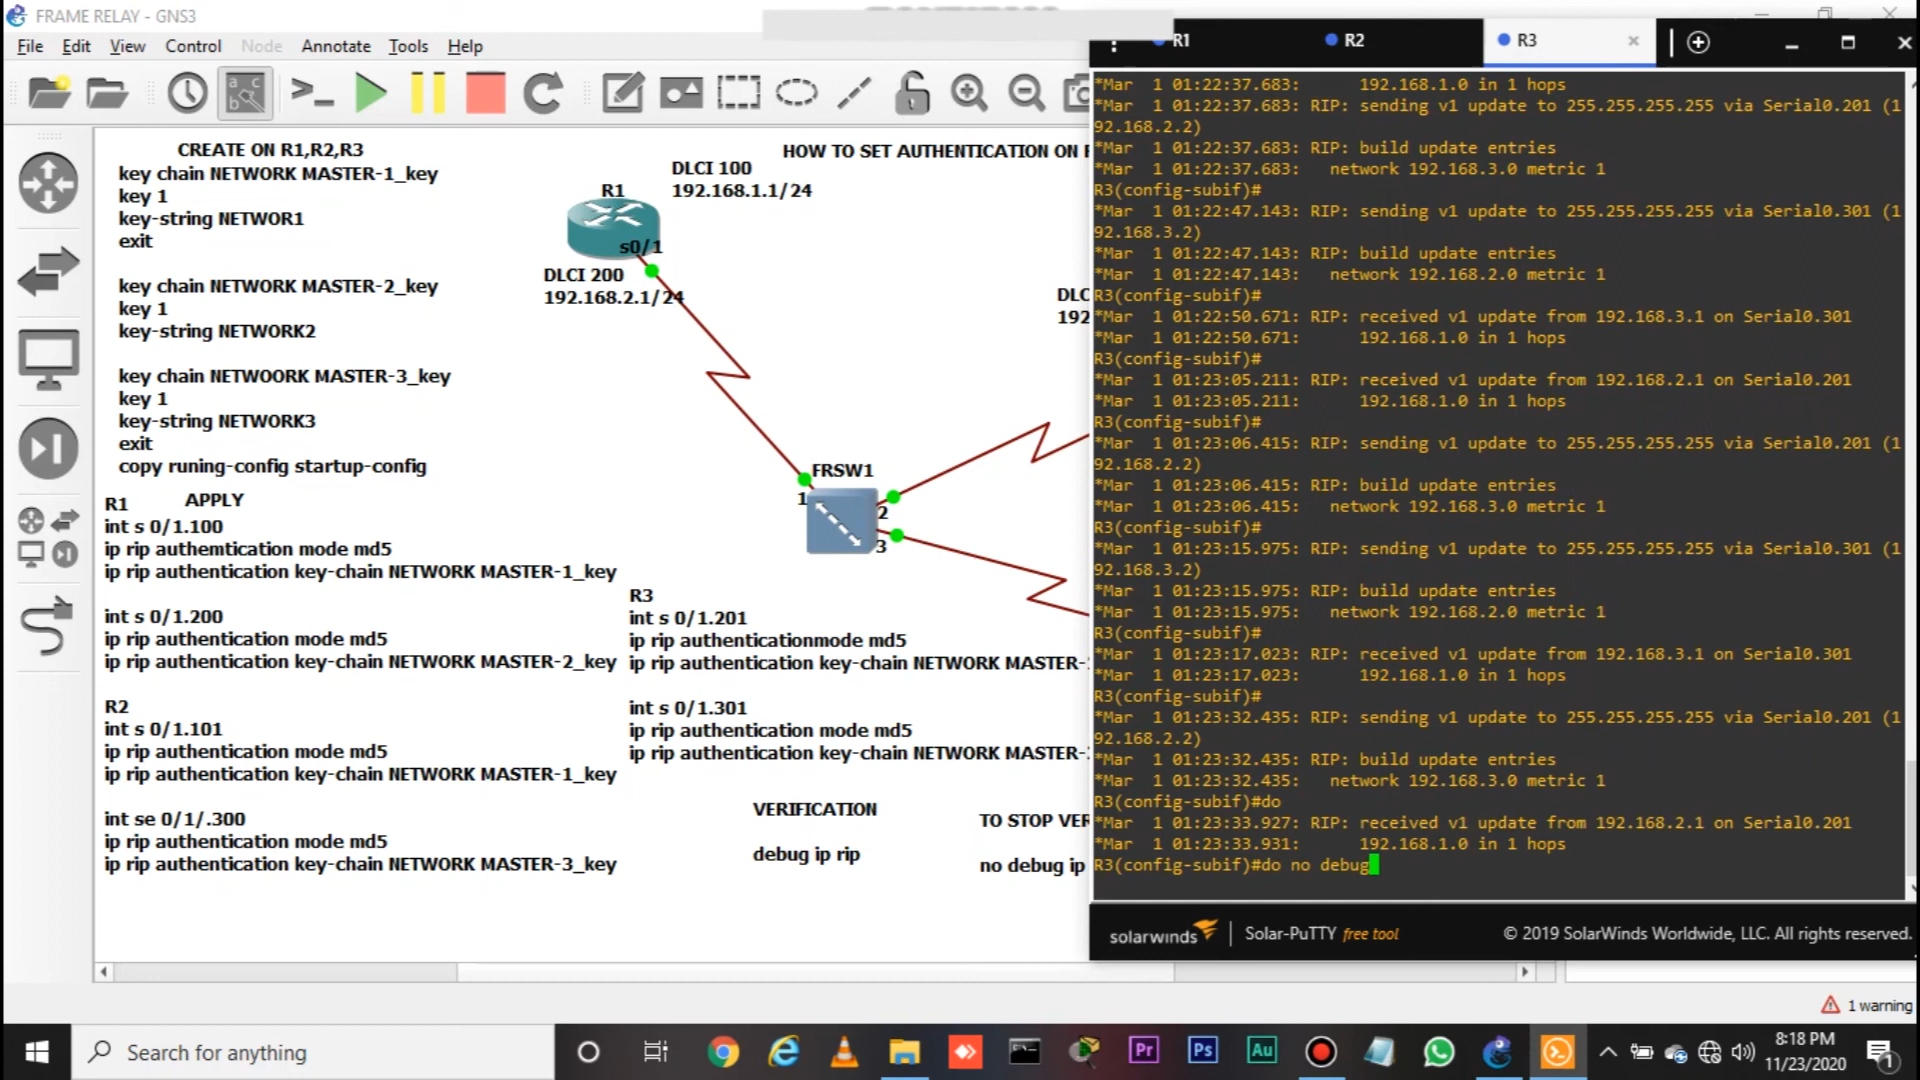 FRAME RELAY - GNS3
File Edit View Control Node Annotate Tools Help
CREATE ON R1,R2,R3
key chain NETWORK MASTER-1_key
key 1
key-string NETWOR1
exit
key chain NETWORK MASTER-2_key
key 1
key-string NETWORK2
key chain NETWOORK MASTER-3_key
key 1
key-string NETWORK3
exit
copy runing-config startup-config
APPLY
R1
int s 0/1.100
ip rip authemtication mode md5
ip rip authentication key-chain NETWORK MASTER-1_key
int s 0/1.200
ip rip authentication mode md5
ip rip authentication key-chain NETWORK MASTER-2_key
R2
int s 0/1.101
ip rip authentication mode md5
ip rip authentication key-chain NETWORK MASTER-1_key
int se 0/1/.300
ip rip authentication mode md5
ip rip authentication key-chain NETWORK MASTER-3_key
HOW TO SET AUTHENTICATION ON
DLCI 100
192.168.1.1/24
R1
s0/1
DLCI 200
192.168.2.1/24
FRSW1
1
2
3
R3
int s 0/1.201
ip rip authenticationmode md5
ip rip authentication key-chain NETWORK MASTER-
int s 0/1.301
ip rip authentication mode md5
ip rip authentication key-chain NETWORK MASTER-
VERIFICATION
debug ip rip
TO STOP VER
no debug ip
R1 R2 R3
*Mar 1 01:22:37.683: 192.168.1.0 in 1 hops
*Mar 1 01:22:37.683: RIP: sending v1 update to 255.255.255.255 via Serial0.201 (1
92.168.2.2)
*Mar 1 01:22:37.683: RIP: build update entries
*Mar 1 01:22:37.683: network 192.168.3.0 metric 1
R3(config-subif)#
*Mar 1 01:22:47.143: RIP: sending v1 update to 255.255.255.255 via Serial0.301 (1
92.168.3.2)
*Mar 1 01:22:47.143: RIP: build update entries
*Mar 1 01:22:47.143: network 192.168.2.0 metric 1
R3(config-subif)#
*Mar 1 01:22:50.671: RIP: received v1 update from 192.168.3.1 on Serial0.301
*Mar 1 01:22:50.671: 192.168.1.0 in 1 hops
R3(config-subif)#
*Mar 1 01:23:05.211: RIP: received v1 update from 192.168.2.1 on Serial0.201
*Mar 1 01:23:05.211: 192.168.1.0 in 1 hops
R3(config-subif)#
*Mar 1 01:23:06.415: RIP: sending v1 update to 255.255.255.255 via Serial0.201 (1
92.168.2.2)
*Mar 1 01:23:06.415: RIP: build update entries
*Mar 1 01:23:06.415: network 192.168.3.0 metric 1
R3(config-subif)#
*Mar 1 01:23:15.975: RIP: sending v1 update to 255.255.255.255 via Serial0.301 (1
92.168.3.2)
*Mar 1 01:23:15.975: RIP: build update entries
*Mar 1 01:23:15.975: network 192.168.2.0 metric 1
R3(config-subif)#
*Mar 1 01:23:17.023: RIP: received v1 update from 192.168.3.1 on Serial0.301
*Mar 1 01:23:17.023: 192.168.1.0 in 1 hops
R3(config-subif)#
*Mar 1 01:23:32.435: RIP: sending v1 update to 255.255.255.255 via Serial0.201 (1
92.168.2.2)
*Mar 1 01:23:32.435: RIP: build update entries
*Mar 1 01:23:32.435: network 192.168.3.0 metric 1
R3(config-subif)#do
*Mar 1 01:23:33.927: RIP: received v1 update from 192.168.2.1 on Serial0.201
*Mar 1 01:23:33.931: 192.168.1.0 in 1 hops
R3(config-subif)#do no debug
solarwinds | Solar-PuTTY free tool © 2019 SolarWinds Worldwide, LLC. All rights reserved.
1 warning
Search for anything
Pr Ps Au
8:18 PM
11/23/2020
1